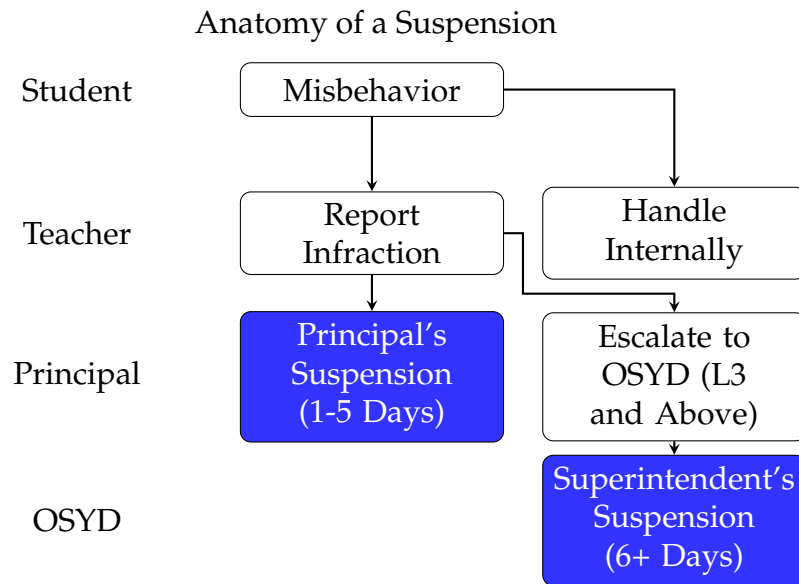 Anatomy of a Suspension
Student
Misbehavior
Teacher
Report
Infraction
Handle
Internally
Principal
Principal's
Suspension
(1-5 Days)
Escalate to
OSYD (L3
and Above)
OSYD
Superintendent's
Suspension
(6+ Days)